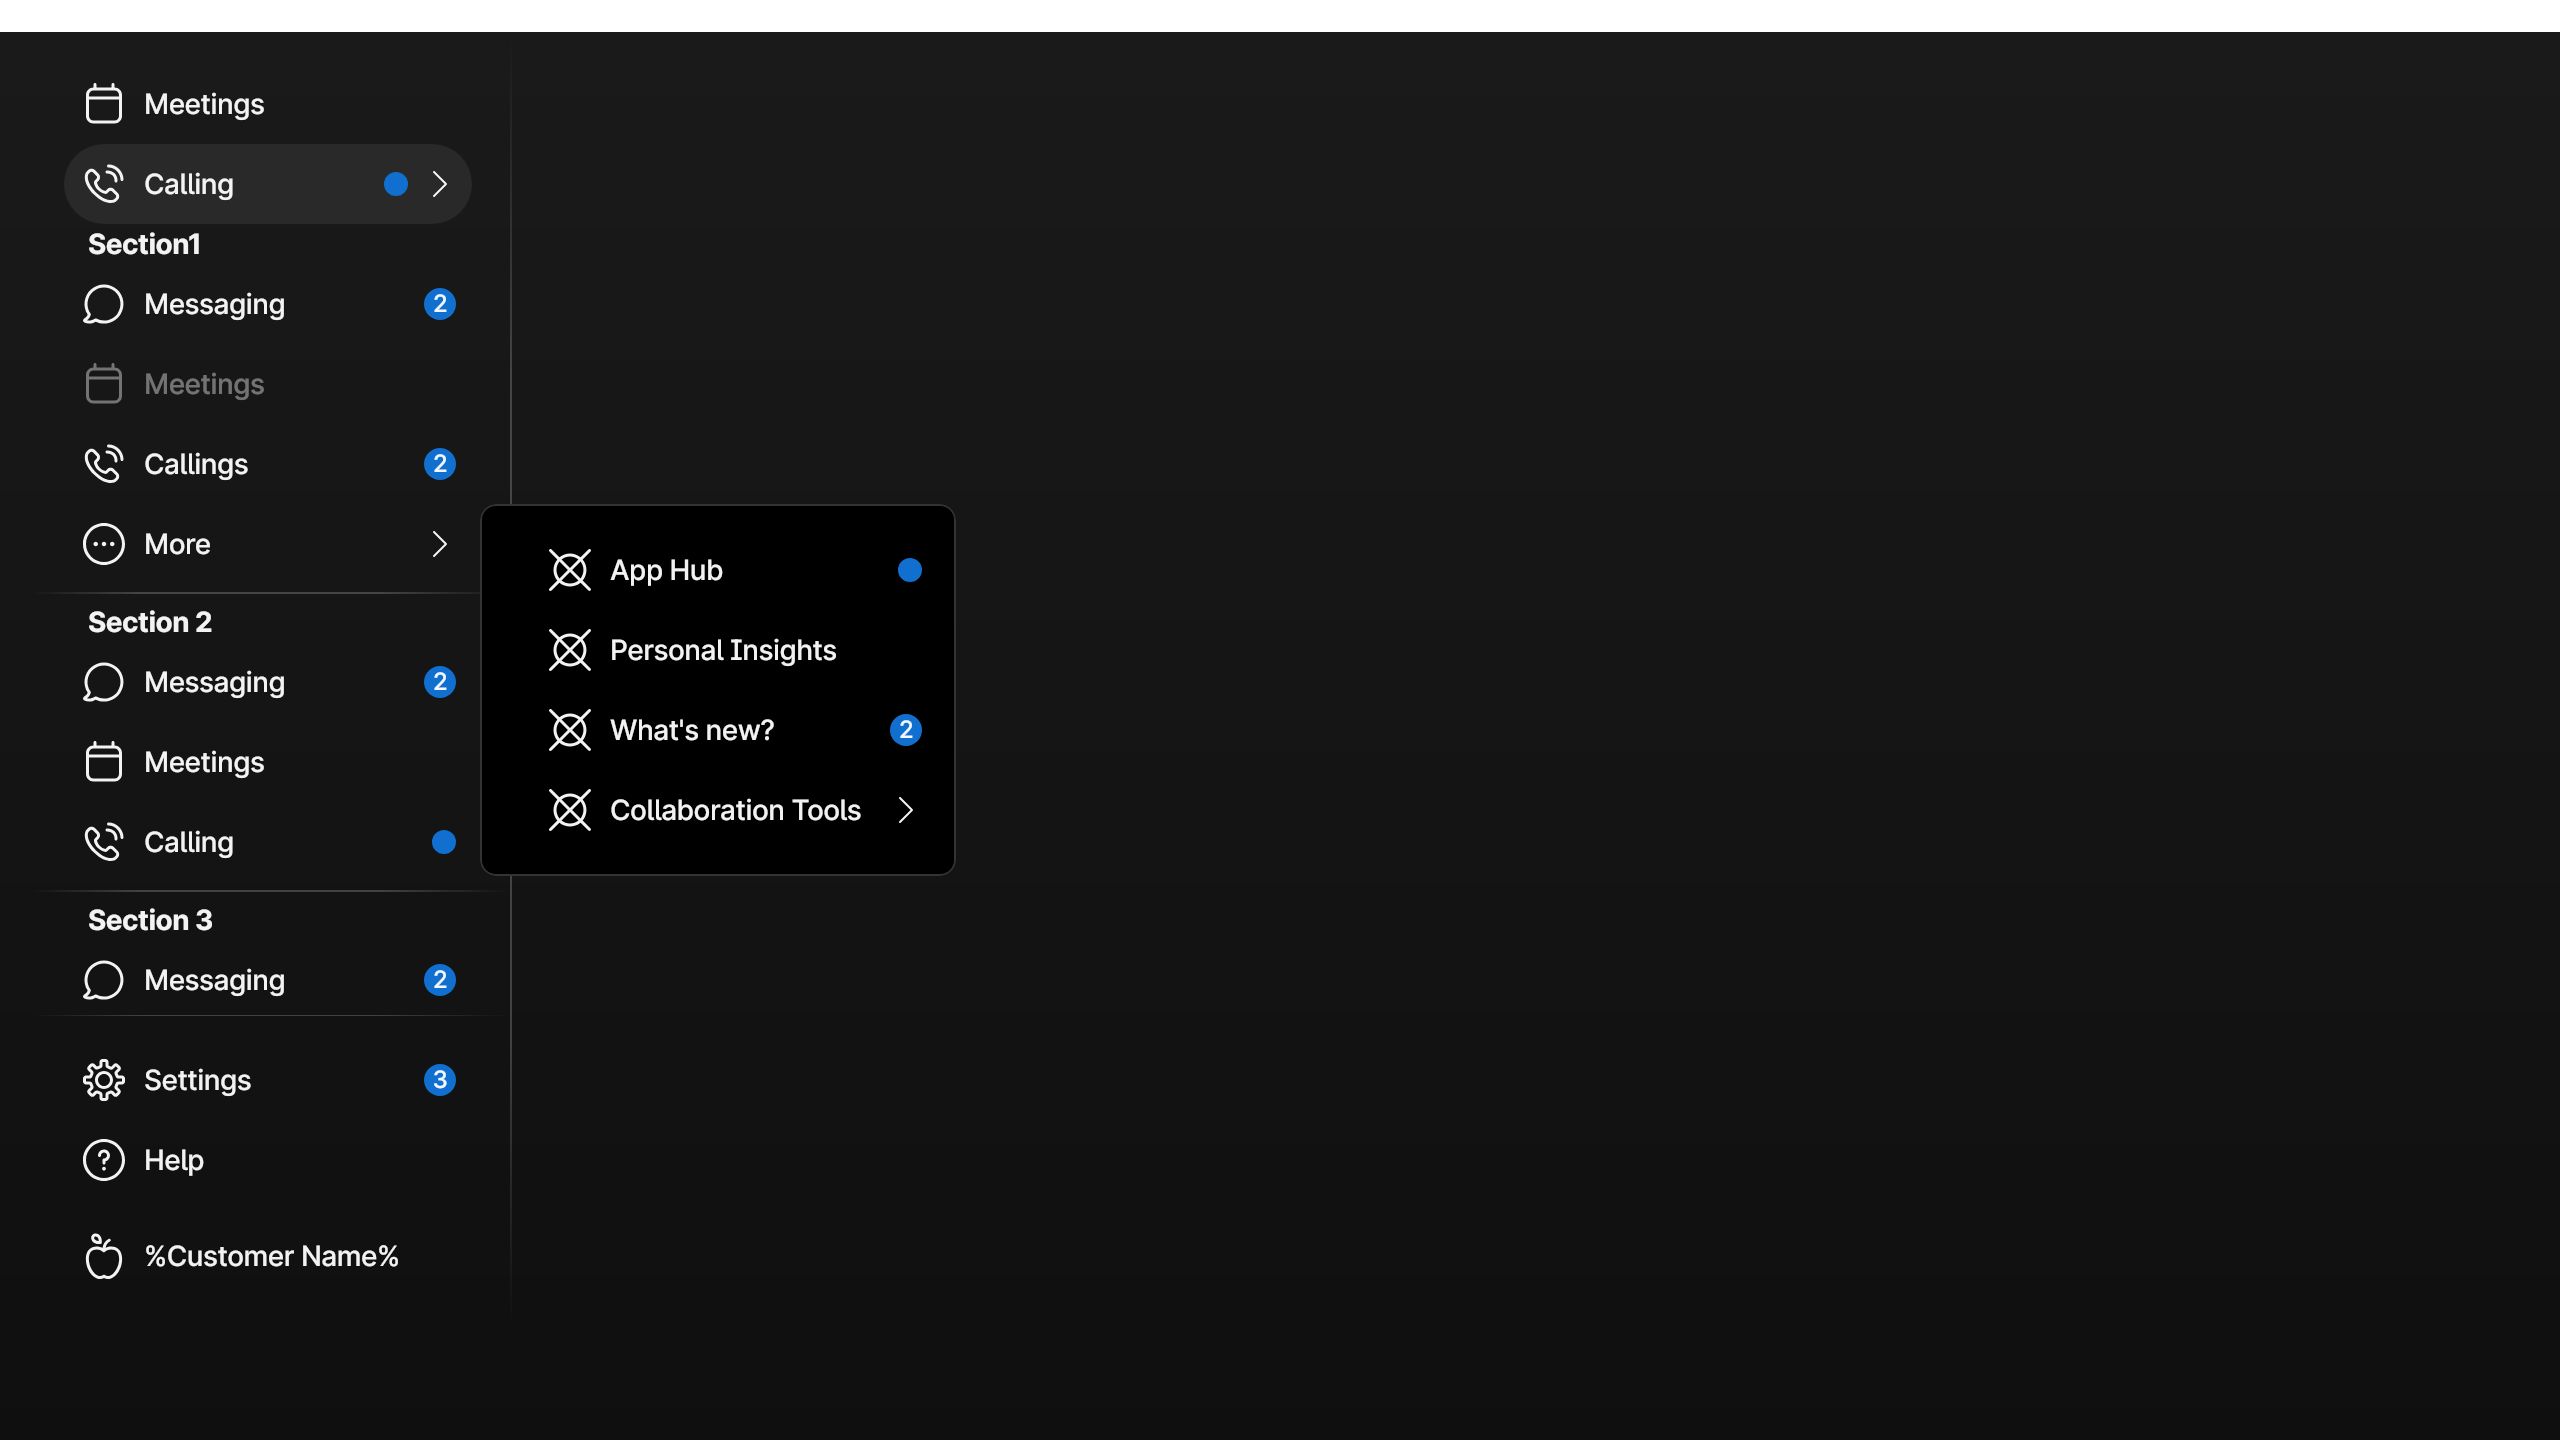 Meetings
Calling
Section1
Messaging 2
Meetings
Callings 2
More
Section 2
Messaging 2
Meetings
Calling
Section 3
Messaging 2
Settings 3
Help
%Customer Name%
App Hub
Personal Insights
What's new? 2
Collaboration Tools